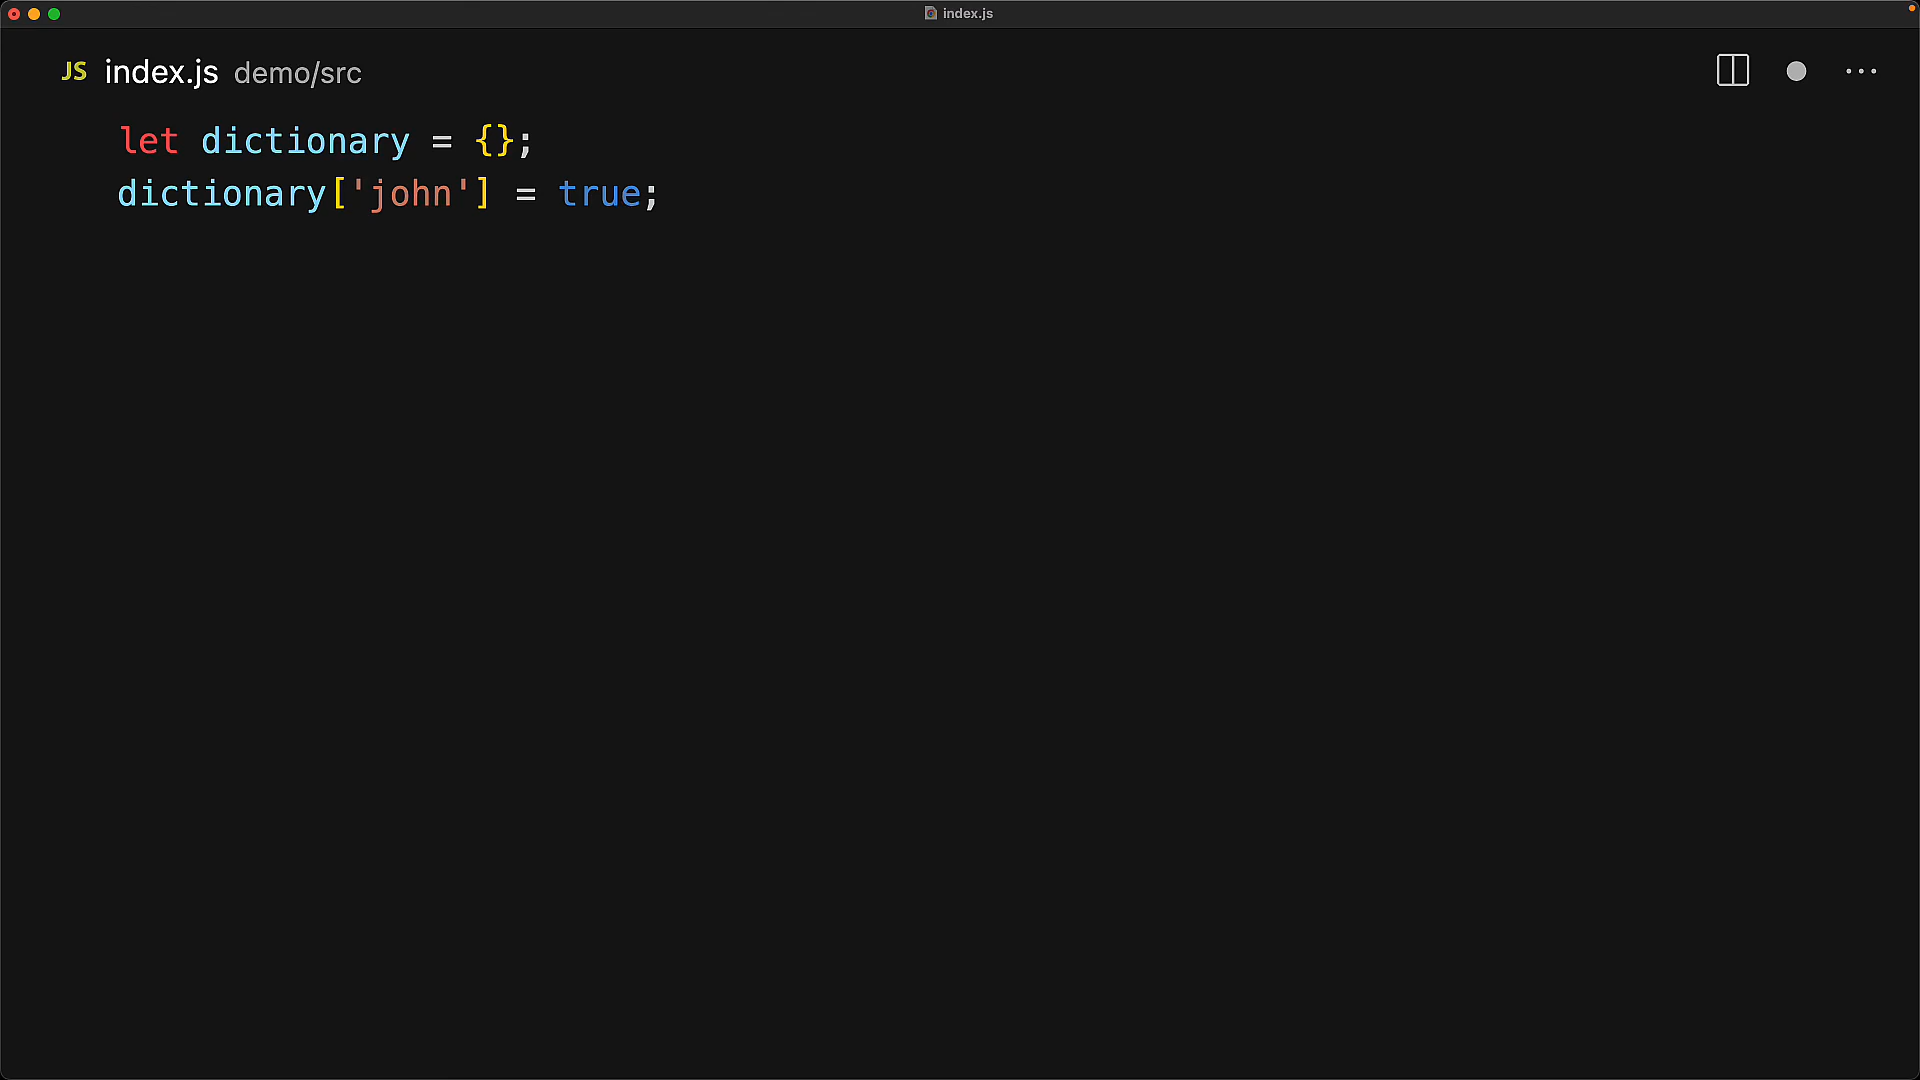 index.js
JS index.js demo/src
let dictionary = {};
dictionary['john'] = true;